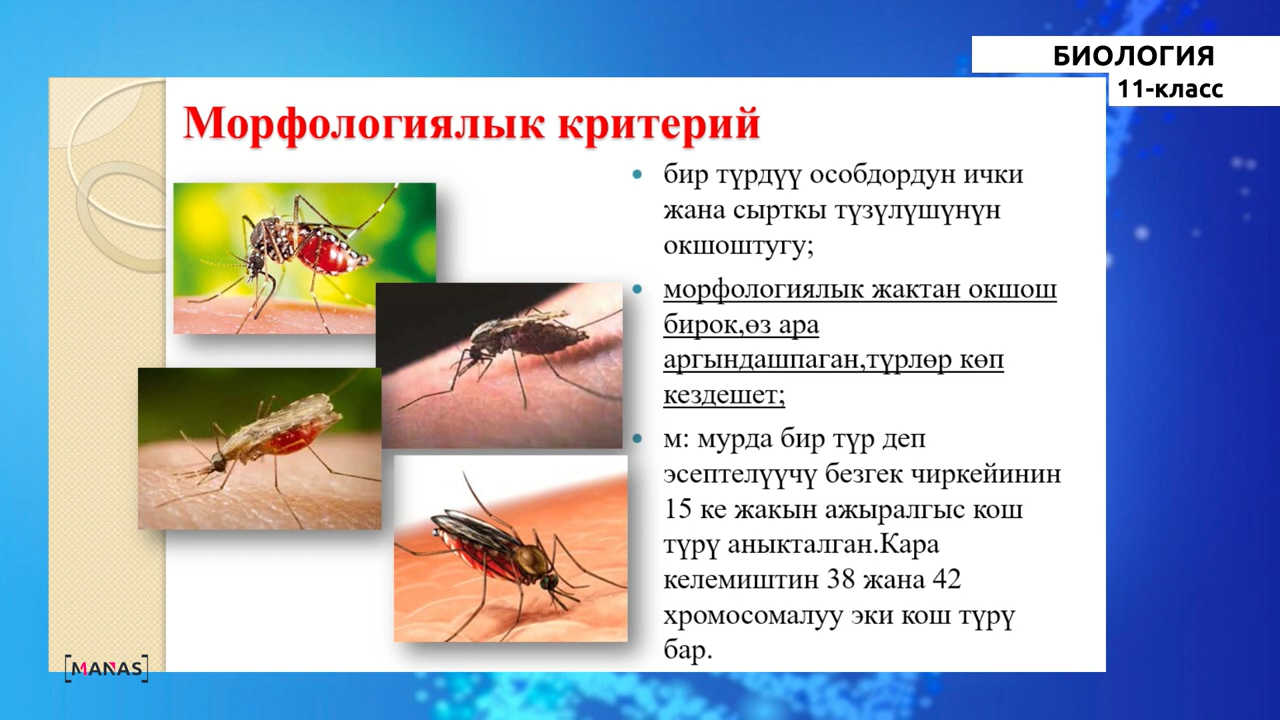 БИОЛОГИЯ
11-класс
Морфологиялык критерий
• бир түрдүү особдордун ички
жана сырткы түзүлүшүнүн
окшоштугу;
• морфологиялык жактан окшош
бирок,өз ара
аргындашпаган,түрлөр көп
кездешет;
• м: мурда бир түр деп
эсептелүүчү безгек чиркейинин
15 ке жакын ажыралгыс кош
түрү аныкталган.Кара
келемиштин 38 жана 42
хромосомалуу эки кош түрү
бар.
[MANAS]